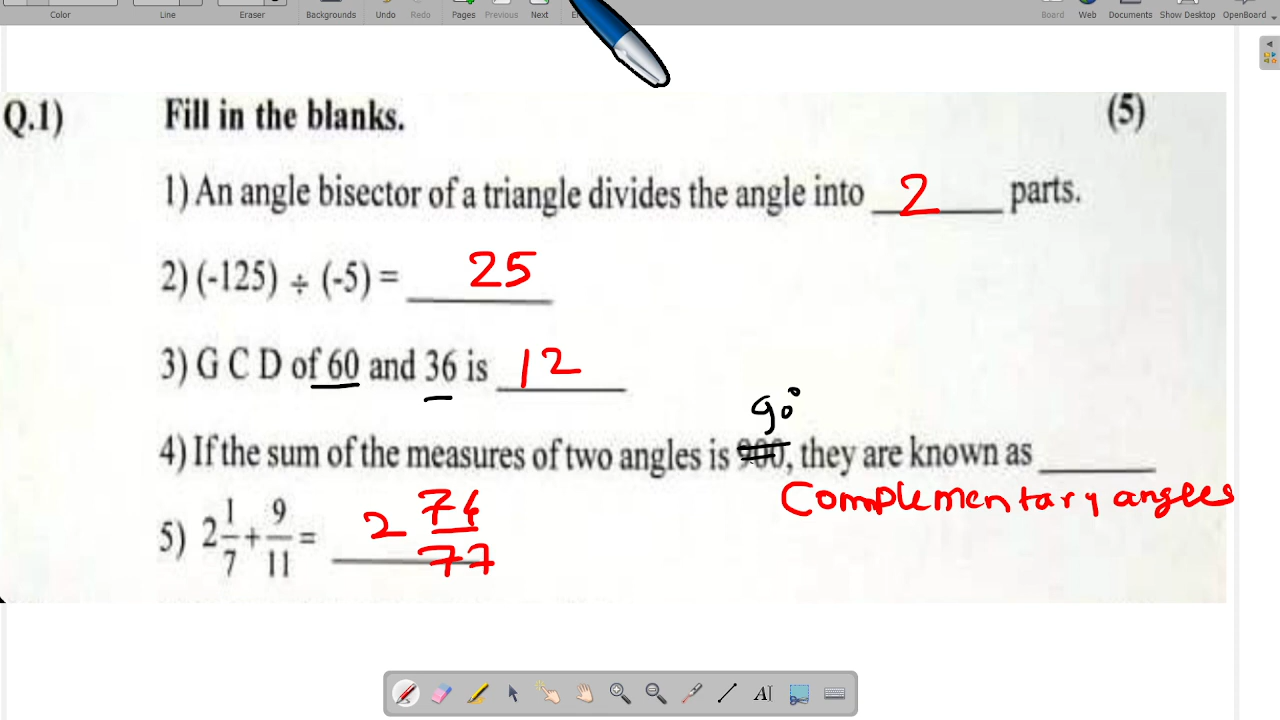 Color Line Eraser Backgrounds Undo Redo Pages Previous Next Board Web Documents Show Desktop OpenBoard
Q.1) Fill in the blanks. (5)
1) An angle bisector of a triangle divides the angle into 2 parts.
2) (-125) ÷ (-5) = 25
3) G C D of 60 and 36 is 12
90°
4) If the sum of the measures of two angles is 900, they are known as
Complementary angles
5) 2 1/7 + 9/11 = 2 74/77